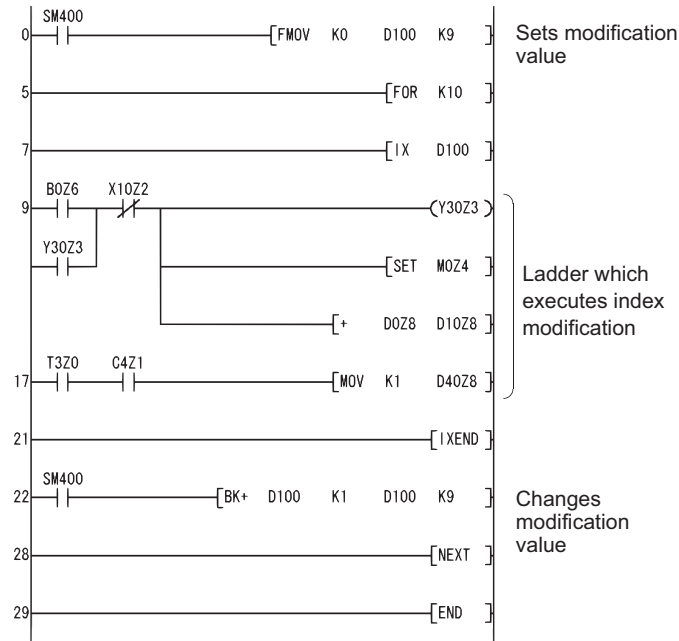 SM400
0 FMOV K0 D100 K9 Sets modification value
5 FOR K10
7 IX D100
B0Z6 X10Z2
9 Y30Z3
Y30Z3 SET M0Z4 Ladder which executes index modification
+ D0Z8 D10Z8
T3Z0 C4Z1
17 MOV K1 D40Z8
21 IXEND
SM400
22 BK+ D100 K1 D100 K9 Changes modification value
28 NEXT
29 END